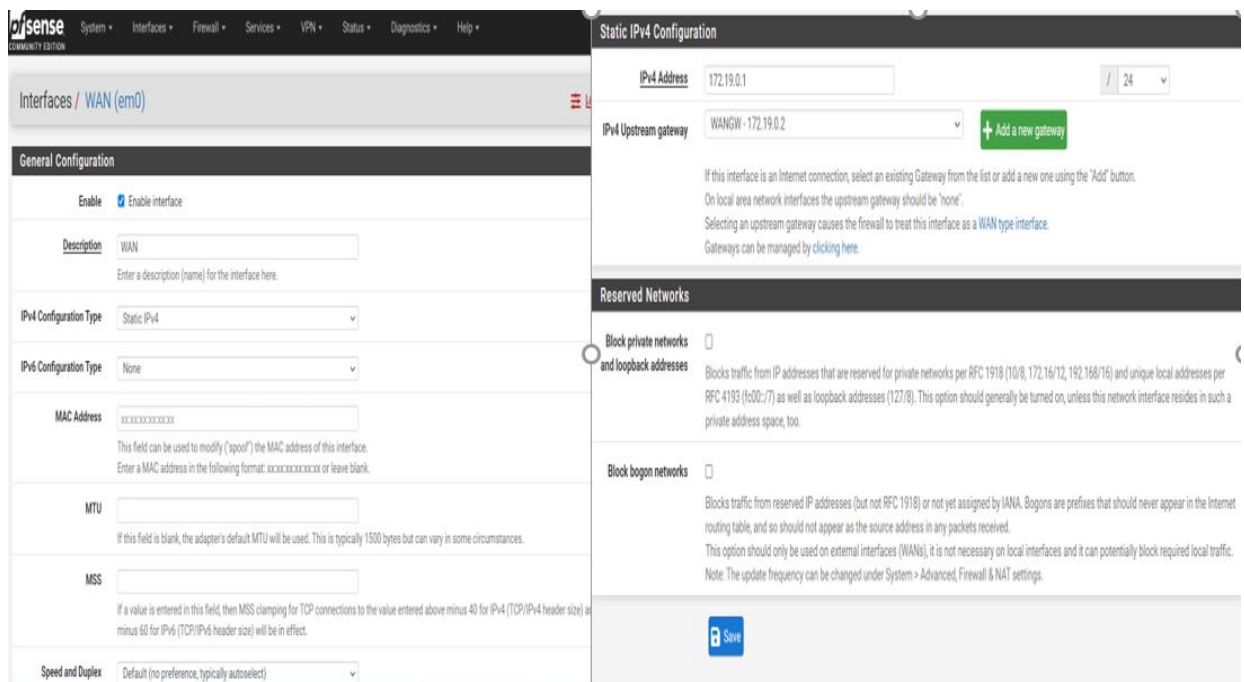 pfsense
COMMUNITY EDITION
System Interfaces Firewall Services VPN Status Diagnostics Help
Interfaces / WAN (em0)
General Configuration
Enable
Enable interface
Description
WAN
Enter a description (name) for the interface here.
IPv4 Configuration Type
Static IPv4
IPv6 Configuration Type
None
MAC Address
xx:xx:xx:xx:xx:xx
This field can be used to modify ("spoof") the MAC address of this interface.
Enter a MAC address in the following format: xx:xx:xx:xx:xx:xx or leave blank.
MTU
If this field is blank, the adapter's default MTU will be used. This is typically 1500 bytes but can vary in some circumstances.
MSS
If a value is entered in this field, then MSS clamping for TCP connections to the value entered above minus 40 for IPv4 (TCP/IPv4 header size)
minus 60 for IPv6 (TCP/IPv6 header size) will be in effect.
Speed and Duplex
Default (no preference, typically autoselect)
Static IPv4 Configuration
IPv4 Address
172.19.0.1
/ 24
IPv4 Upstream gateway
WANGW - 172.19.0.2
+ Add a new gateway
If this interface is an Internet connection, select an existing Gateway from the list or add a new one using the "Add" button.
On local area network interfaces the upstream gateway should be "none".
Selecting an upstream gateway causes the firewall to treat this interface as a WAN type interface.
Gateways can be managed by clicking here.
Reserved Networks
Block private networks
and loopback addresses
Blocks traffic from IP addresses that are reserved for private networks per RFC 1918 (10/8, 172.16/12, 192.168/16) and unique local addresses per
RFC 4193 (fc00::/7) as well as loopback addresses (127/8). This option should generally be turned on, unless this network interface resides in such a
private address space, too.
Block bogon networks
Blocks traffic from reserved IP addresses (but not RFC 1918) or not yet assigned by IANA. Bogons are prefixes that should never appear in the Internet
routing table, and so should not appear as the source address in any packets received.
This option should only be used on external interfaces (WANs), it is not necessary on local interfaces and it can potentially block required local traffic.
Note: The update frequency can be changed under System > Advanced, Firewall & NAT settings.
Save